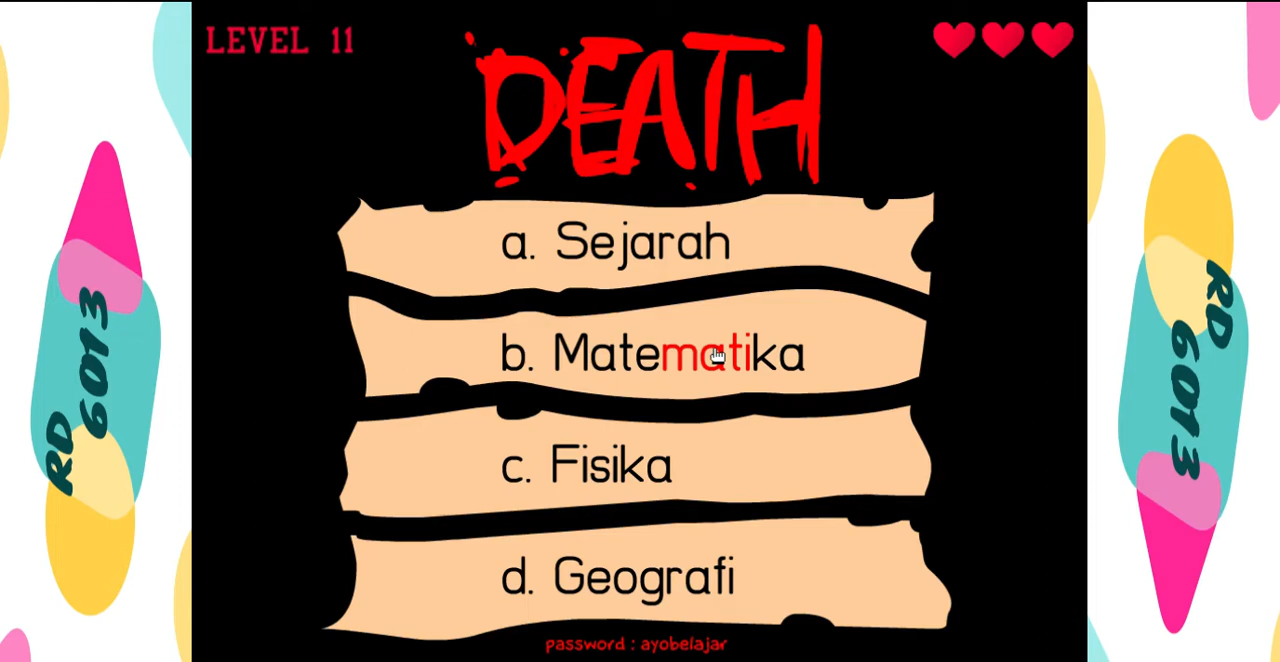 LEVEL 11
DEATH
a. Sejarah
b. Matematika
c. Fisika
d. Geografi
password : ayobelajar
RD
6013
RD
6013